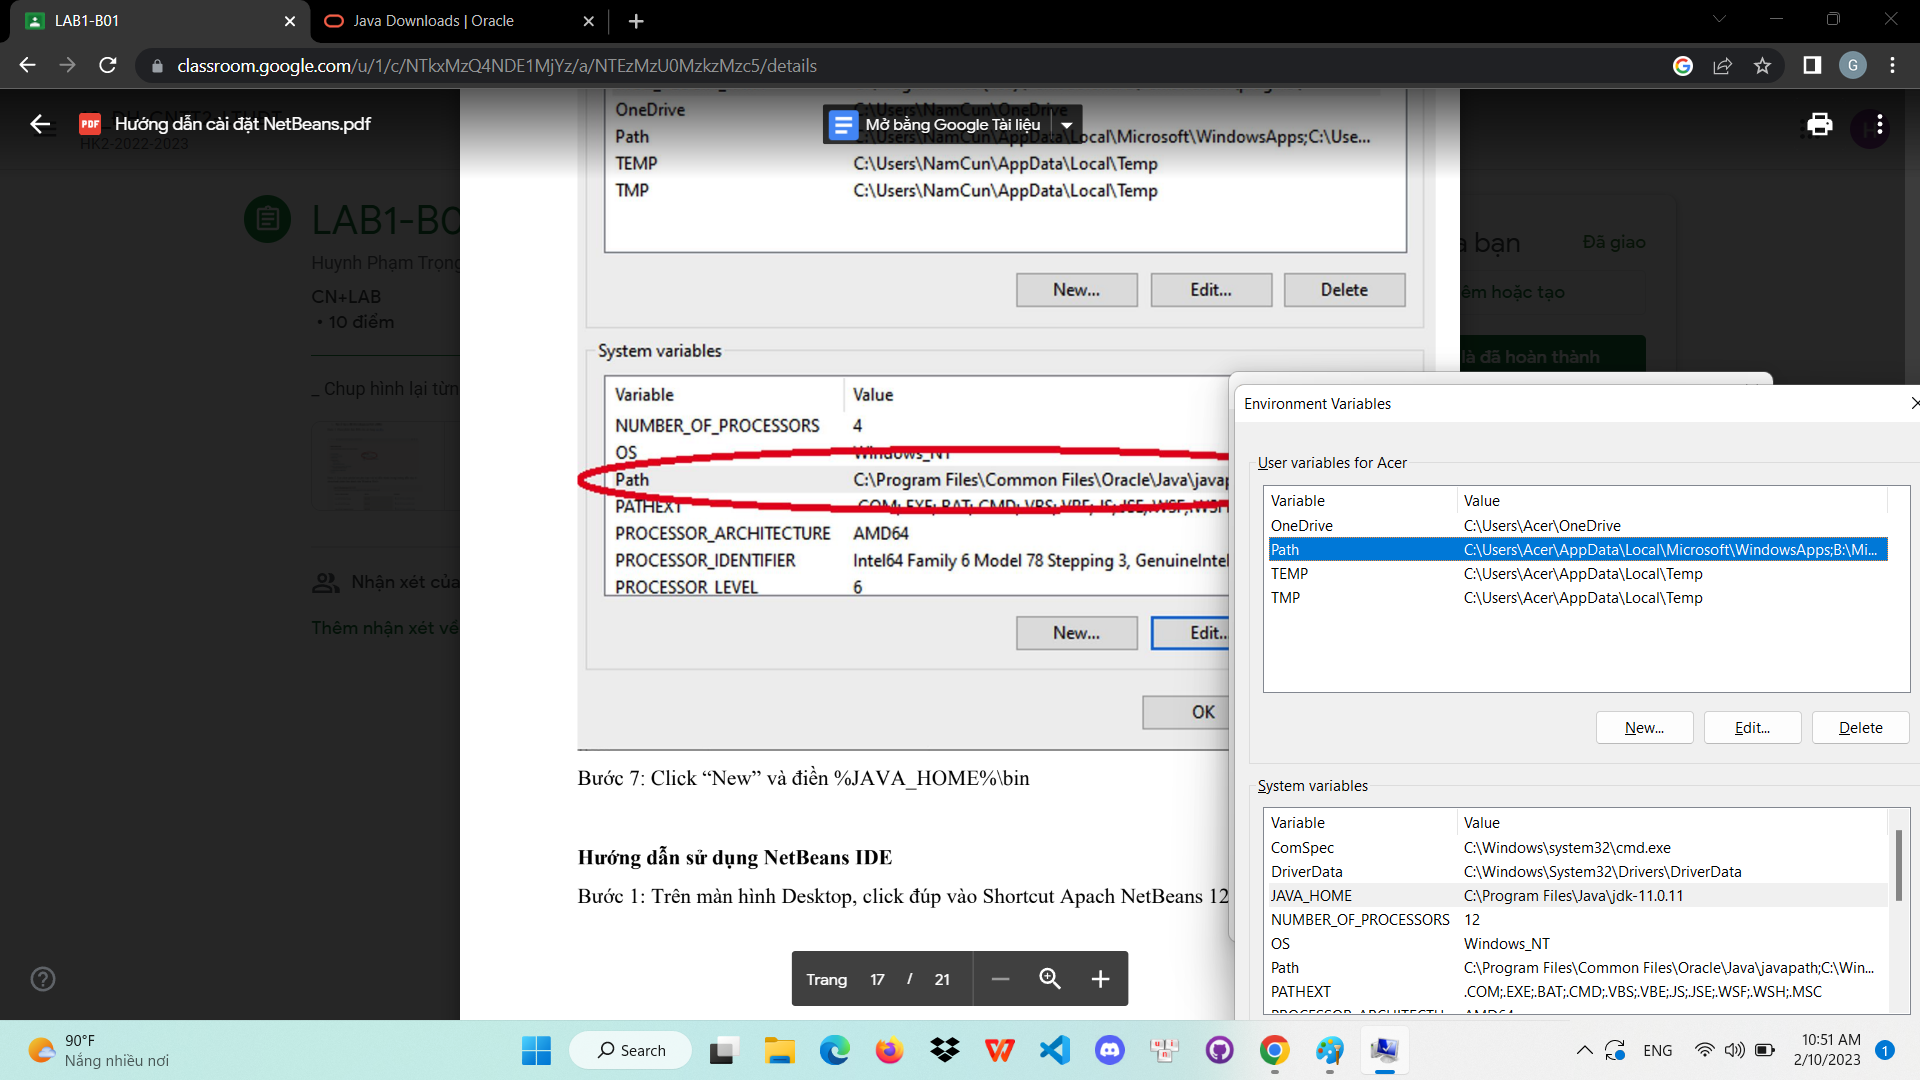 LAB1-B01
Java Downloads | Oracle
classroom.google.com/u/1/c/NTkxMzQ4NDE1MjYz/a/NTEzMzU0MzkzMzc5/details
G
PDF
Hướng dẫn cài đặt NetBeans.pdf
HK2-2022-2023
Mở bằng Google Tài liệu
OneDrive C:\Users\NamCun\OneDrive
Path C:\Users\NamCun\AppData\Local\Microsoft\WindowsApps;C:\Use...
TEMP C:\Users\NamCun\AppData\Local\Temp
TMP C:\Users\NamCun\AppData\Local\Temp
New... Edit... Delete
LAB1-B0
Huynh Phạm Trọng
CN+LAB
• 10 điểm
_ Chụp hình lại từn
Nhận xét của
Thêm nhận xét về
a bạn
Đã giao
êm hoặc tạo
là đã hoàn thành
System variables
Variable Value
NUMBER_OF_PROCESSORS 4
OS Windows_NT
Path C:\Program Files\Common Files\Oracle\Java\javap
PATHEXT .COM;.EXE;.BAT;.CMD;.VBS;.VBE;.JS;.JSE;.WSF;.WSH
PROCESSOR_ARCHITECTURE AMD64
PROCESSOR_IDENTIFIER Intel64 Family 6 Model 78 Stepping 3, GenuineIntel
PROCESSOR_LEVEL 6
New... Edit..
OK
Bước 7: Click “New” và điền %JAVA_HOME%\bin
Hướng dẫn sử dụng NetBeans IDE
Bước 1: Trên màn hình Desktop, click đúp vào Shortcut Apach NetBeans 12
Trang 17 / 21
Environment Variables
User variables for Acer
Variable Value
OneDrive C:\Users\Acer\OneDrive
Path C:\Users\Acer\AppData\Local\Microsoft\WindowsApps;B:\Mi...
TEMP C:\Users\Acer\AppData\Local\Temp
TMP C:\Users\Acer\AppData\Local\Temp
New... Edit... Delete
System variables
Variable Value
ComSpec C:\Windows\system32\cmd.exe
DriverData C:\Windows\System32\Drivers\DriverData
JAVA_HOME C:\Program Files\Java\jdk-11.0.11
NUMBER_OF_PROCESSORS 12
OS Windows_NT
Path C:\Program Files\Common Files\Oracle\Java\javapath;C:\Win...
PATHEXT .COM;.EXE;.BAT;.CMD;.VBS;.VBE;.JS;.JSE;.WSF;.WSH;.MSC
90°F
Nắng nhiều nơi
Search
ENG
10:51 AM
2/10/2023
1